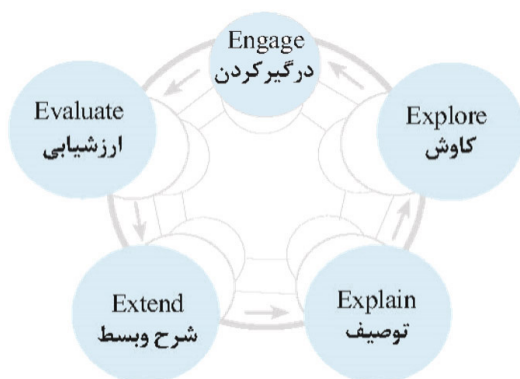 Engage
درگیرکردن
Evaluate
ارزشیابی
Explore
کاوش
Extend
شرح وبسط
Explain
توصیف